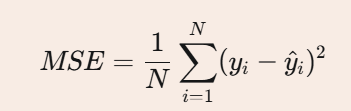 MSE = \frac{1}{N} \sum_{i=1}^{N} (y_i - \hat{y}_i)^2